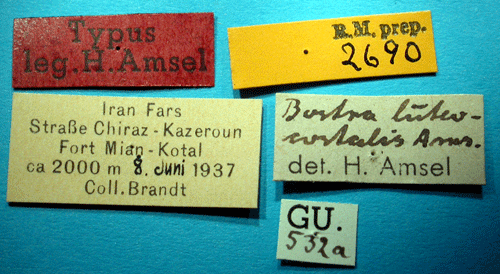 Typus
leg. H. Amsel
R.M. prep.
2690
Iran Fars
Straße Chiraz - Kazeroun
Fort Mian - Kotal
ca 2000 m 8. Juni 1937
Coll. Brandt
Bostra luteo-
costalis Ams.
det. H. Amsel
GU.
532a